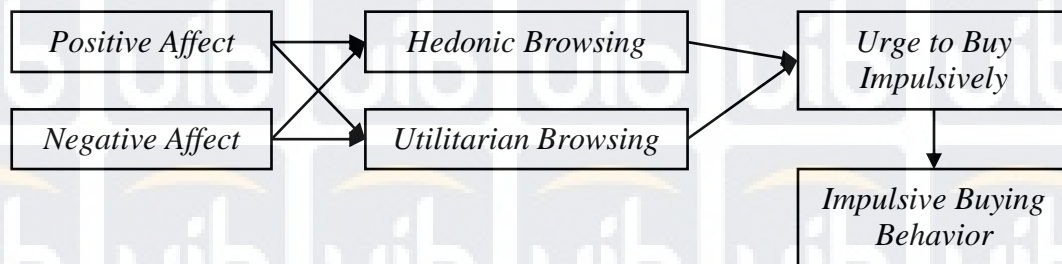 Positive Affect
Hedonic Browsing
Urge to Buy
Impulsively
Negative Affect
Utilitarian Browsing
Impulsive Buying
Behavior